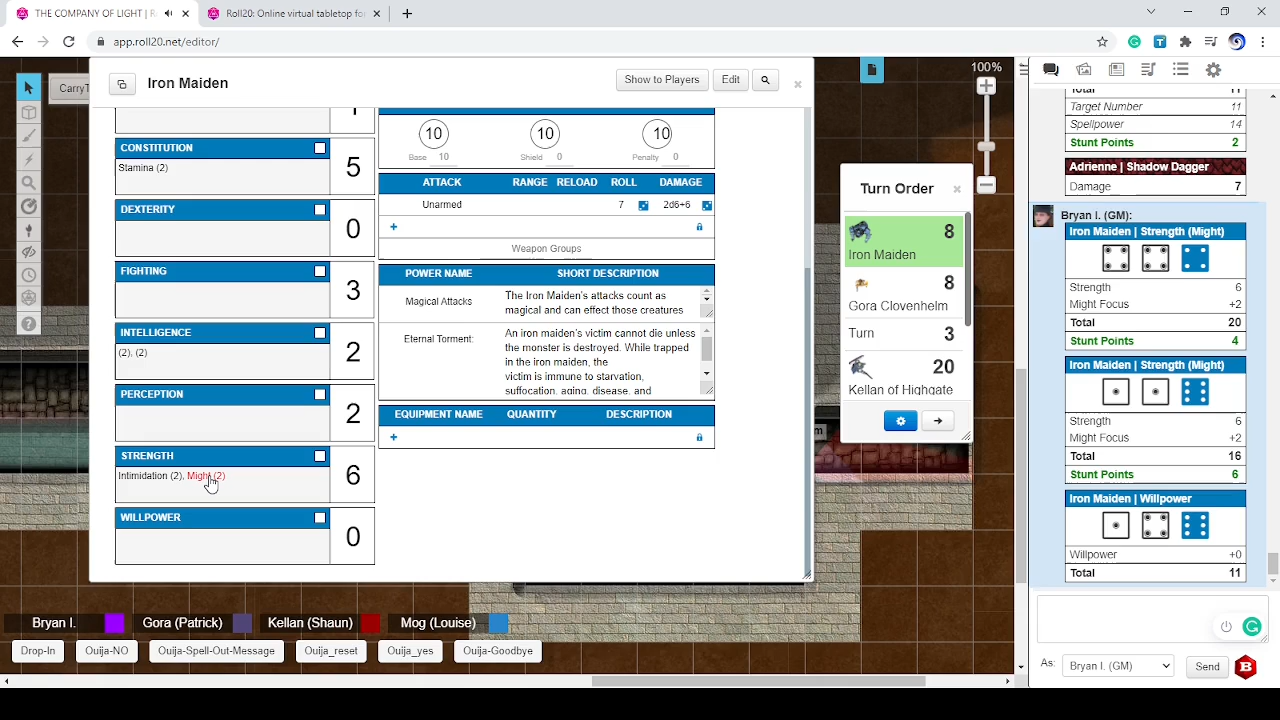 THE COMPANY OF LIGHT | R
Roll20: Online virtual tabletop fo
app.roll20.net/editor/
Iron Maiden
Show to Players
Edit
100%
CONSTITUTION
Stamina (2)
5
DEXTERITY
0
FIGHTING
3
INTELLIGENCE
(2), (2)
2
PERCEPTION
2
STRENGTH
Intimidation (2), Might (2)
6
WILLPOWER
0
10
10
10
Base 10
Shield 0
Penalty 0
ATTACK RANGE RELOAD ROLL DAMAGE
Unarmed 7 2d6+6
+
Weapon Groups
POWER NAME SHORT DESCRIPTION
Magical Attacks
The Iron Maiden's attacks count as
magical and can effect those creatures
Eternal Torment:
An iron maiden's victim cannot die unless
the monster is destroyed. While trapped
in the iron maiden, the
victim is immune to starvation,
suffocation, aging, disease, and
EQUIPMENT NAME QUANTITY DESCRIPTION
+
Turn Order
8
Iron Maiden
8
Gora Clovenhelm
Turn 3
20
Kellan of Highgate
Total 11
Target Number 11
Spellpower 14
Stunt Points 2
Adrienne | Shadow Dagger
Damage 7
Bryan I. (GM):
Iron Maiden | Strength (Might)
Strength 6
Might Focus +2
Total 20
Stunt Points 4
Iron Maiden | Strength (Might)
Strength 6
Might Focus +2
Total 16
Stunt Points 6
Iron Maiden | Willpower
Willpower +0
Total 11
As: Bryan I. (GM)
Send
B
Bryan I.
Gora (Patrick)
Kellan (Shaun)
Mog (Louise)
Drop-In
Ouija-NO
Ouija-Spell-Out-Message
Ouija_reset
Ouija_yes
Ouija-Goodbye